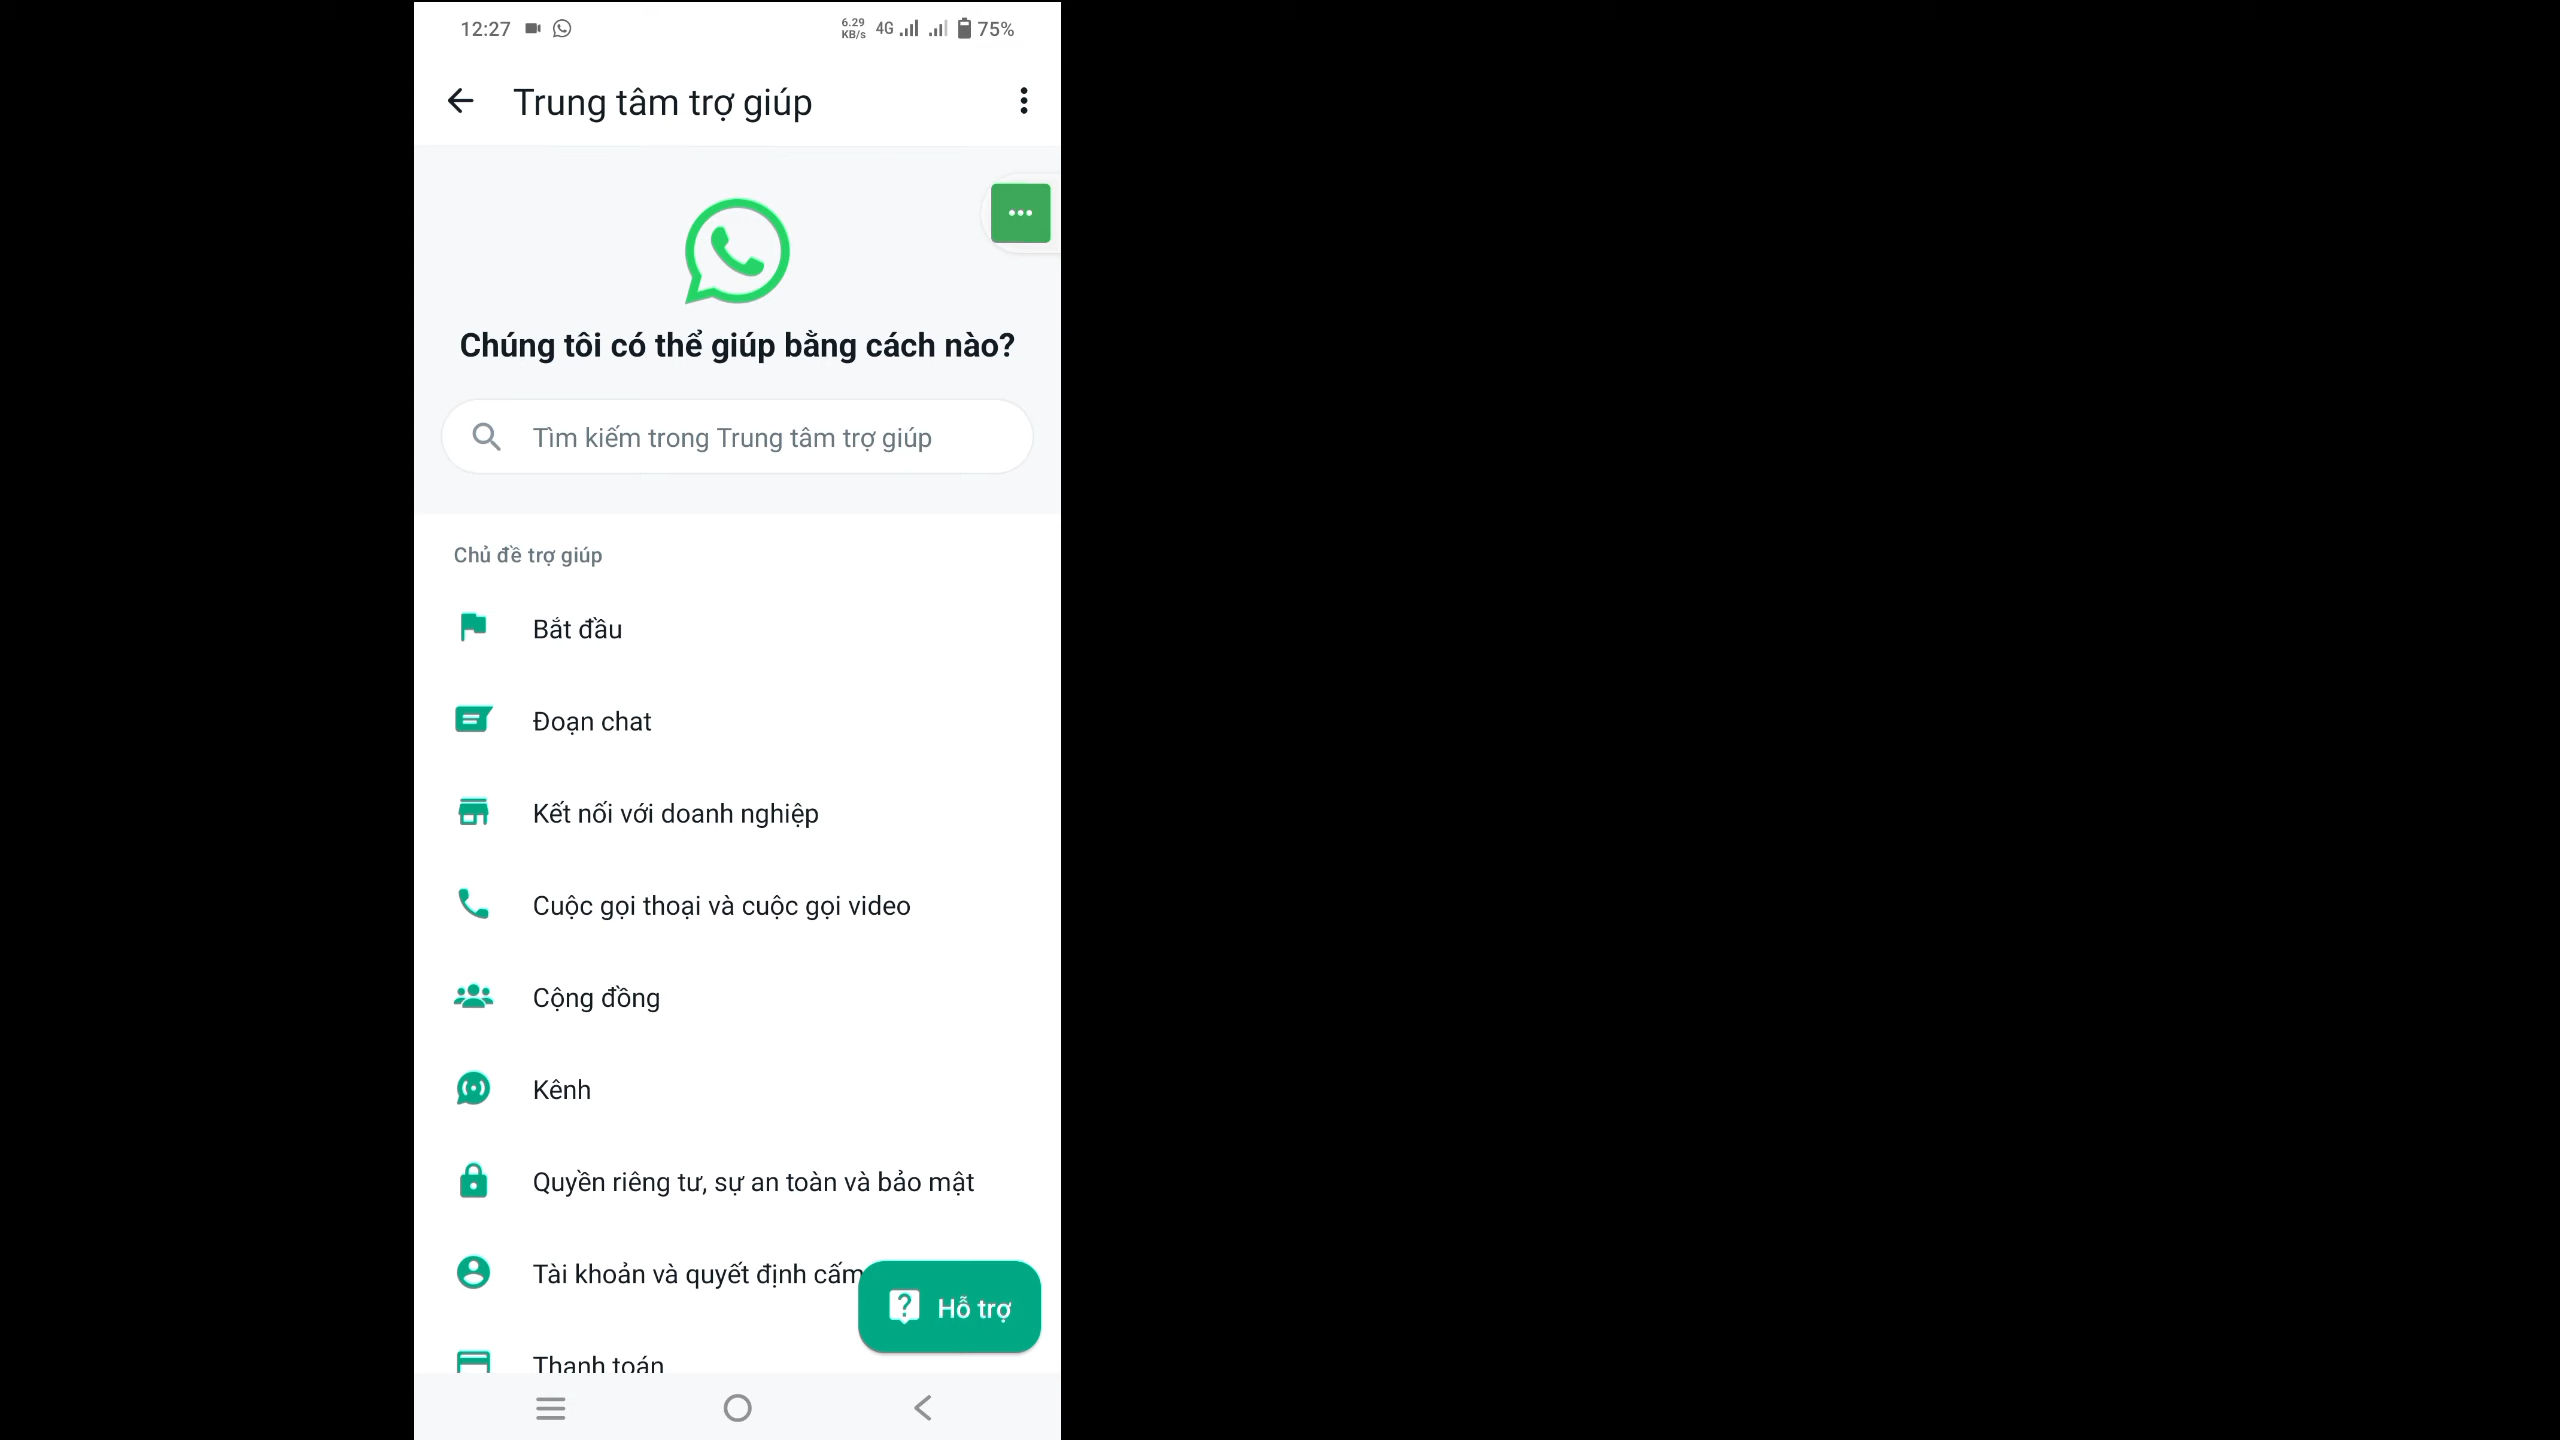 12:27
6.29 KB/s 4G 75%
Trung tâm trợ giúp
Chúng tôi có thể giúp bằng cách nào?
Tìm kiếm trong Trung tâm trợ giúp
Chủ đề trợ giúp
Bắt đầu
Đoạn chat
Kết nối với doanh nghiệp
Cuộc gọi thoại và cuộc gọi video
Cộng đồng
Kênh
Quyền riêng tư, sự an toàn và bảo mật
Tài khoản và quyết định cấm
Hỗ trợ
Thanh toán